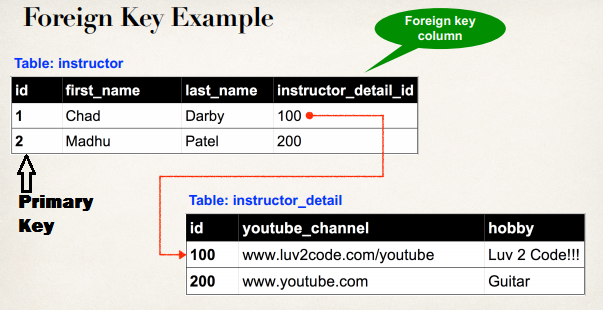 Foreign Key Example
Foreign key
column
Table: instructor
id first_name last_name instructor_detail_id
1 Chad Darby 100
2 Madhu Patel 200
Primary
Key
Table: instructor_detail
id youtube_channel hobby
100 www.luv2code.com/youtube Luv 2 Code!!!
200 www.youtube.com Guitar